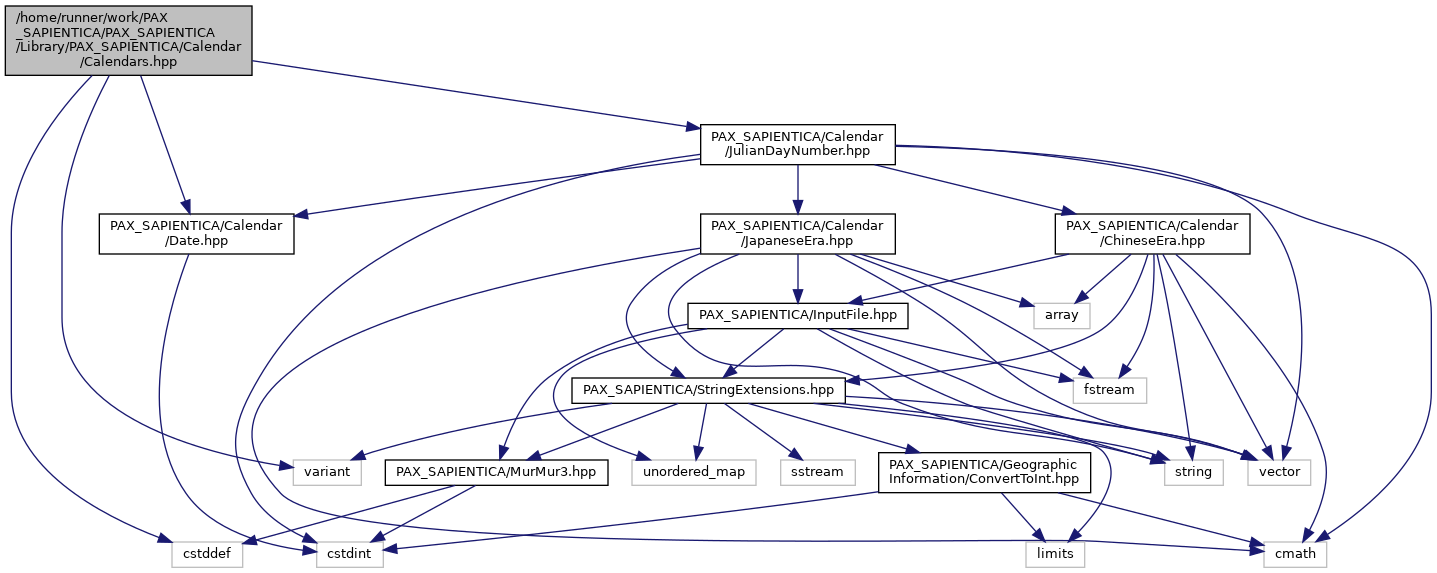 /home/runner/work/PAX
_SAPIENTICA/PAX_SAPIENTICA
/Library/PAX_SAPIENTICA/Calendar
/Calendars.hpp
PAX_SAPIENTICA/Calendar
/JulianDayNumber.hpp
PAX_SAPIENTICA/Calendar
/Date.hpp
PAX_SAPIENTICA/Calendar
/JapaneseEra.hpp
PAX_SAPIENTICA/Calendar
/ChineseEra.hpp
PAX_SAPIENTICA/InputFile.hpp
array
PAX_SAPIENTICA/StringExtensions.hpp
fstream
variant
PAX_SAPIENTICA/MurMur3.hpp
unordered_map
sstream
PAX_SAPIENTICA/Geographic
Information/ConvertToInt.hpp
string
vector
cstddef
cstdint
limits
cmath